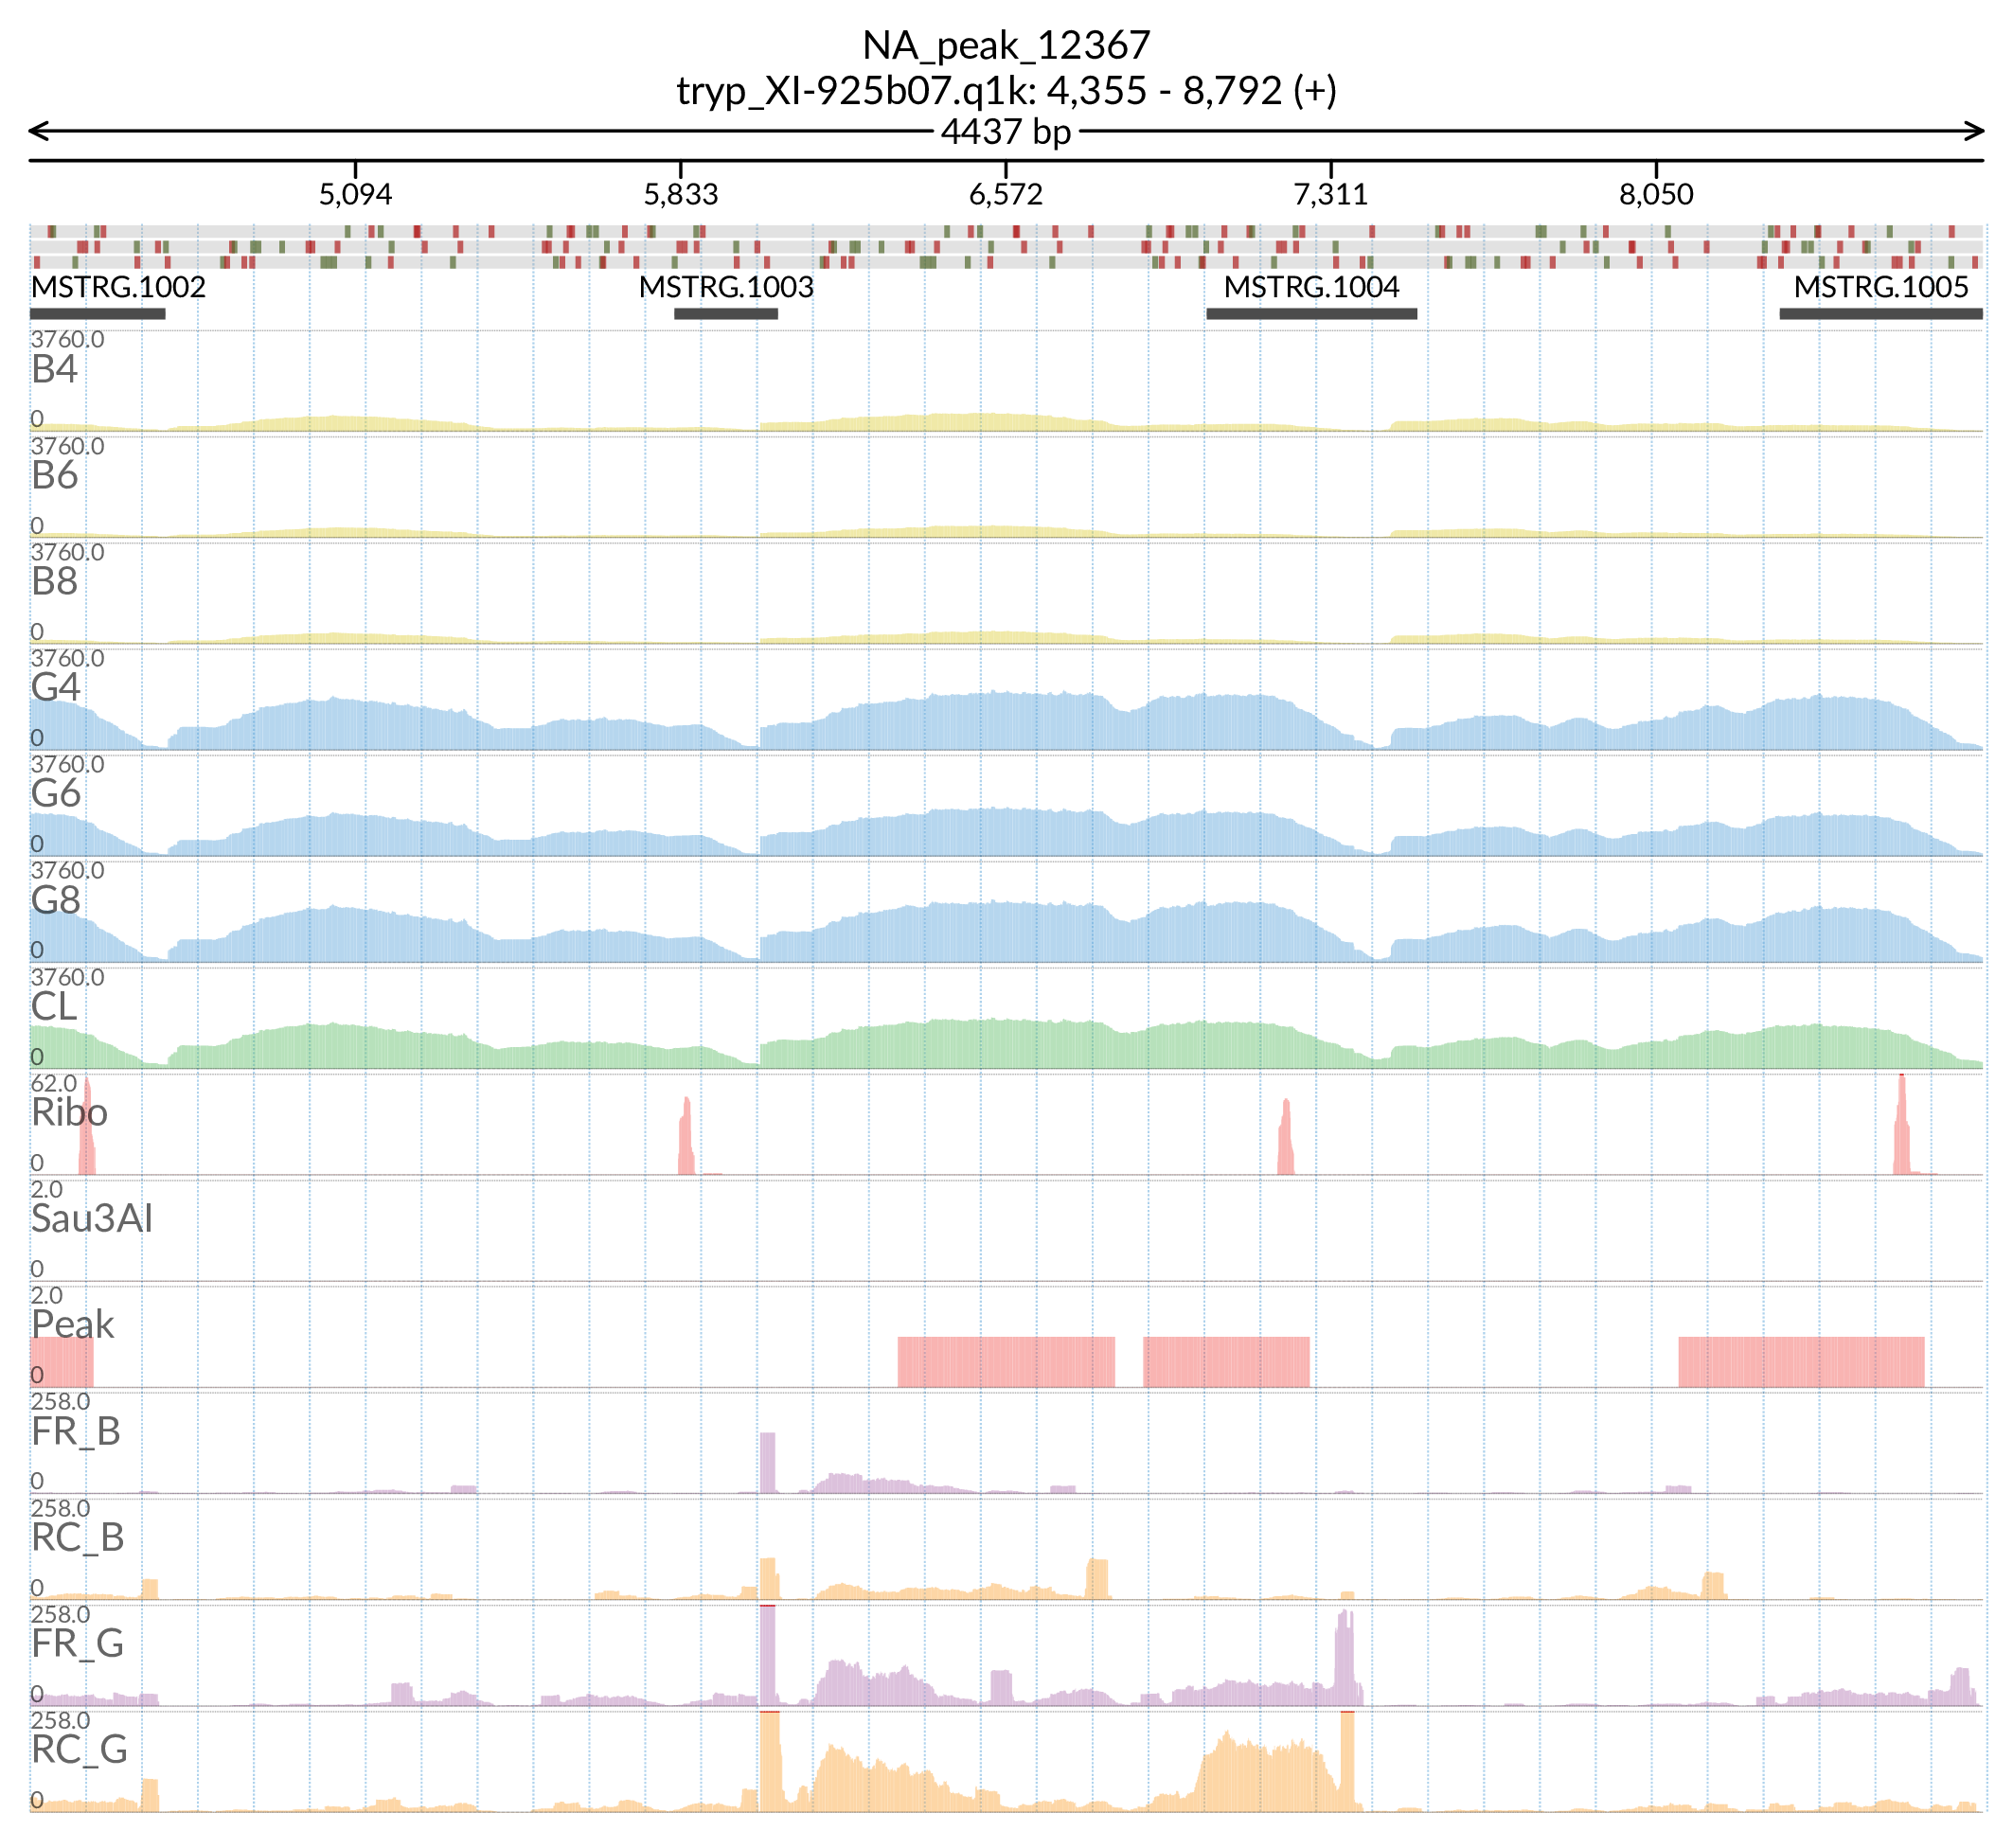 NA_peak_12367
tryp_XI-925b07.q1k: 4,355 - 8,792 (+)
4437 bp
5,094 5,833 6,572 7,311 8,050
MSTRG.1002 MSTRG.1003 MSTRG.1004 MSTRG.1005
3760.0
B4
0
3760.0
B6
0
3760.0
B8
0
3760.0
G4
0
3760.0
G6
0
3760.0
G8
0
3760.0
CL
0
62.0
Ribo
0
2.0
Sau3AI
0
2.0
Peak
0
258.0
FR_B
0
258.0
RC_B
0
258.0
FR_G
0
258.0
RC_G
0